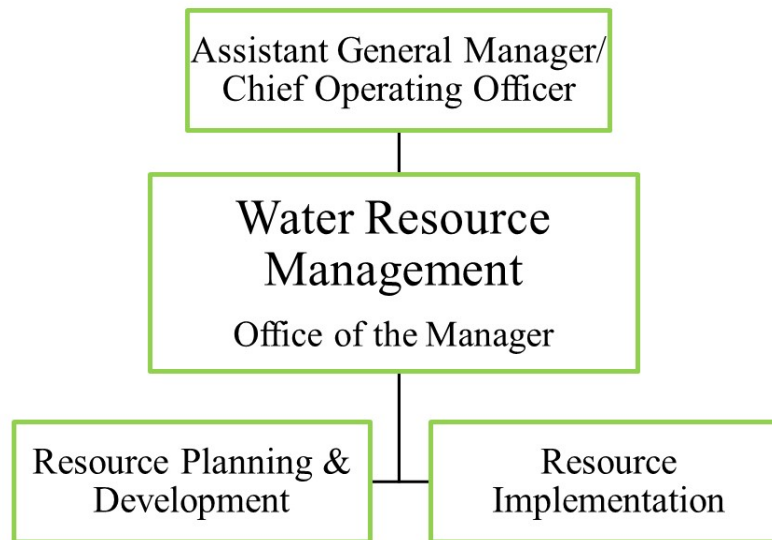 Assistant General Manager/
Chief Operating Officer
Water Resource
Management
Office of the Manager
Resource Planning &
Development
Resource
Implementation